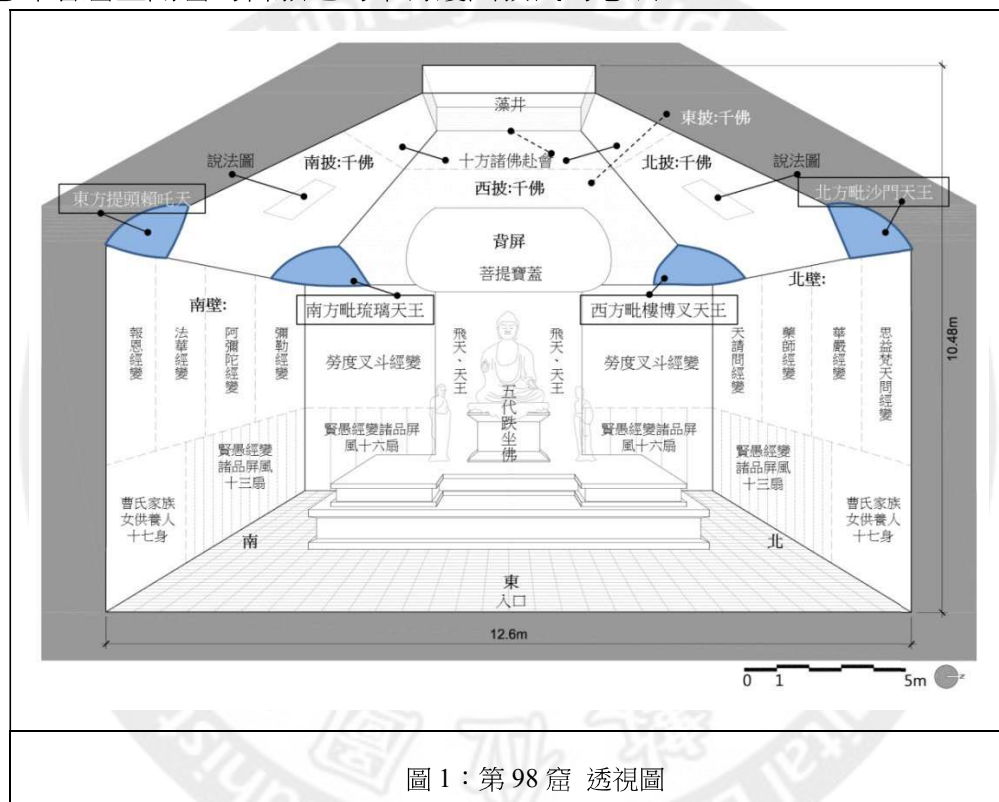 藻井
東披:千佛
說法圖
南披:千佛
十方諸佛赴會
北披:千佛
說法圖
西披:千佛
東方提頭賴吒天
北方毗沙門天王
背屏
菩提寶蓋
南壁:
北壁:
南方毗琉璃天王
西方毗樓博叉天王
報恩經變
法華經變
阿彌陀經變
彌勒經變
勞度叉斗經變
飛天、天王
五代趺坐佛
飛天、天王
勞度叉斗經變
天請問經變
藥師經變
華嚴經變
思益梵天問經變
賢愚經變諸品屏
風十六扇
賢愚經變諸品屏
風十六扇
賢愚經變
諸品屏風
十三扇
賢愚經變
諸品屏風
十三扇
曹氏家族
女供養人
十七身
曹氏家族
女供養人
十七身
南
北
東
入口
10.48m
12.6m
0 1 5m
N
圖 1：第 98 窟 透視圖